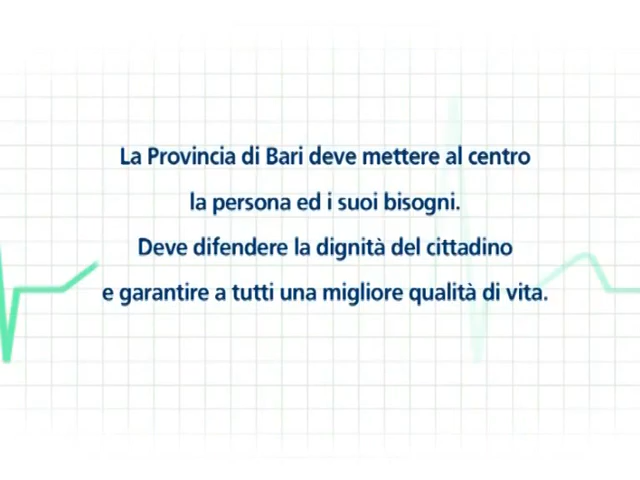 La Provincia di Bari deve mettere al centro
la persona ed i suoi bisogni.
Deve difendere la dignità del cittadino
e garantire a tutti una migliore qualità di vita.